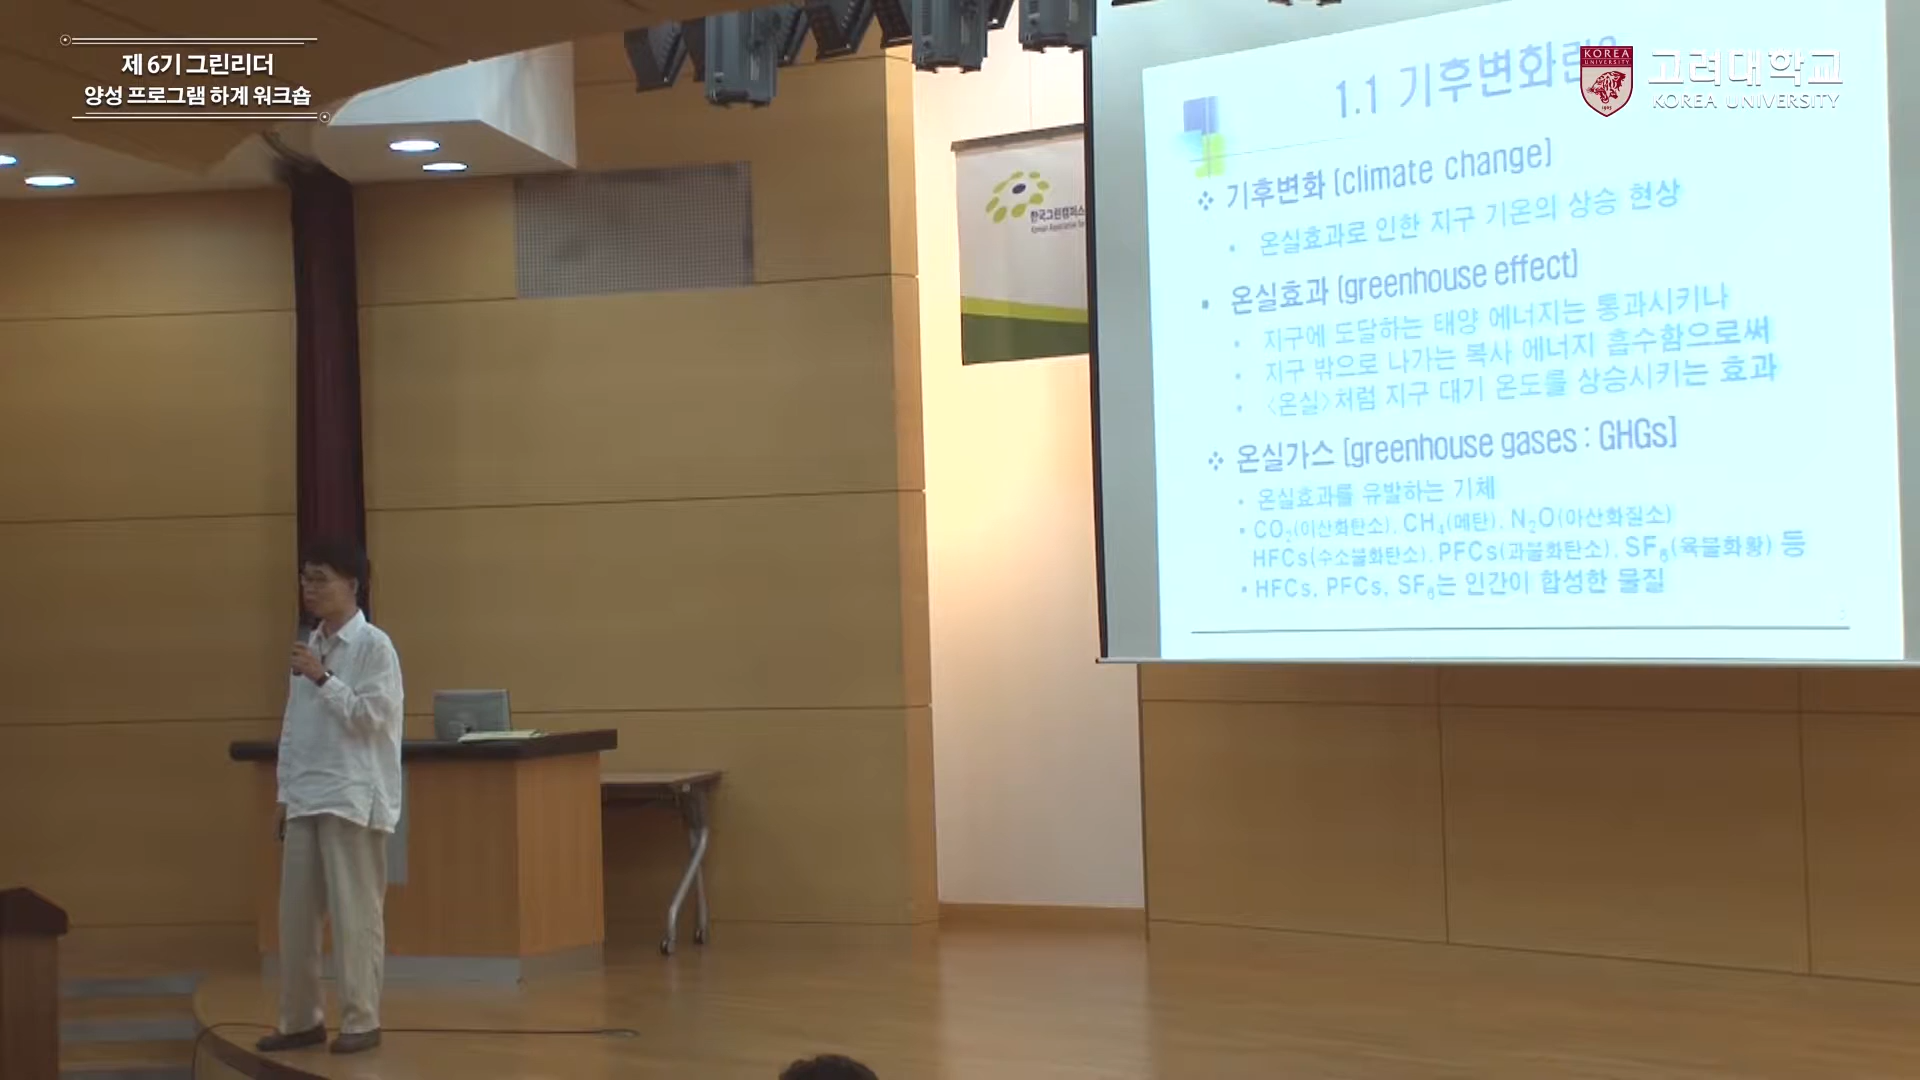 제 6기 그린리더
양성 프로그램 하계 워크숍
KOREA
UNIVERSITY
1905
고려대학교
KOREA UNIVERSITY
한국그린캠퍼스
1.1 기후변화란?
기후변화 (climate change)
온실효과로 인한 지구 기온의 상승 현상
온실효과 (greenhouse effect)
지구에 도달하는 태양 에너지는 통과시키나
지구 밖으로 나가는 복사 에너지 흡수함으로써
<온실>처럼 지구 대기 온도를 상승시키는 효과
온실가스 (greenhouse gases : GHGs)
온실효과를 유발하는 기체
CO₂(이산화탄소), CH₄(메탄), N₂O(아산화질소)
HFCs(수소불화탄소), PFCs(과불화탄소), SF₆(육불화황) 등
HFCs, PFCs, SF₆는 인간이 합성한 물질